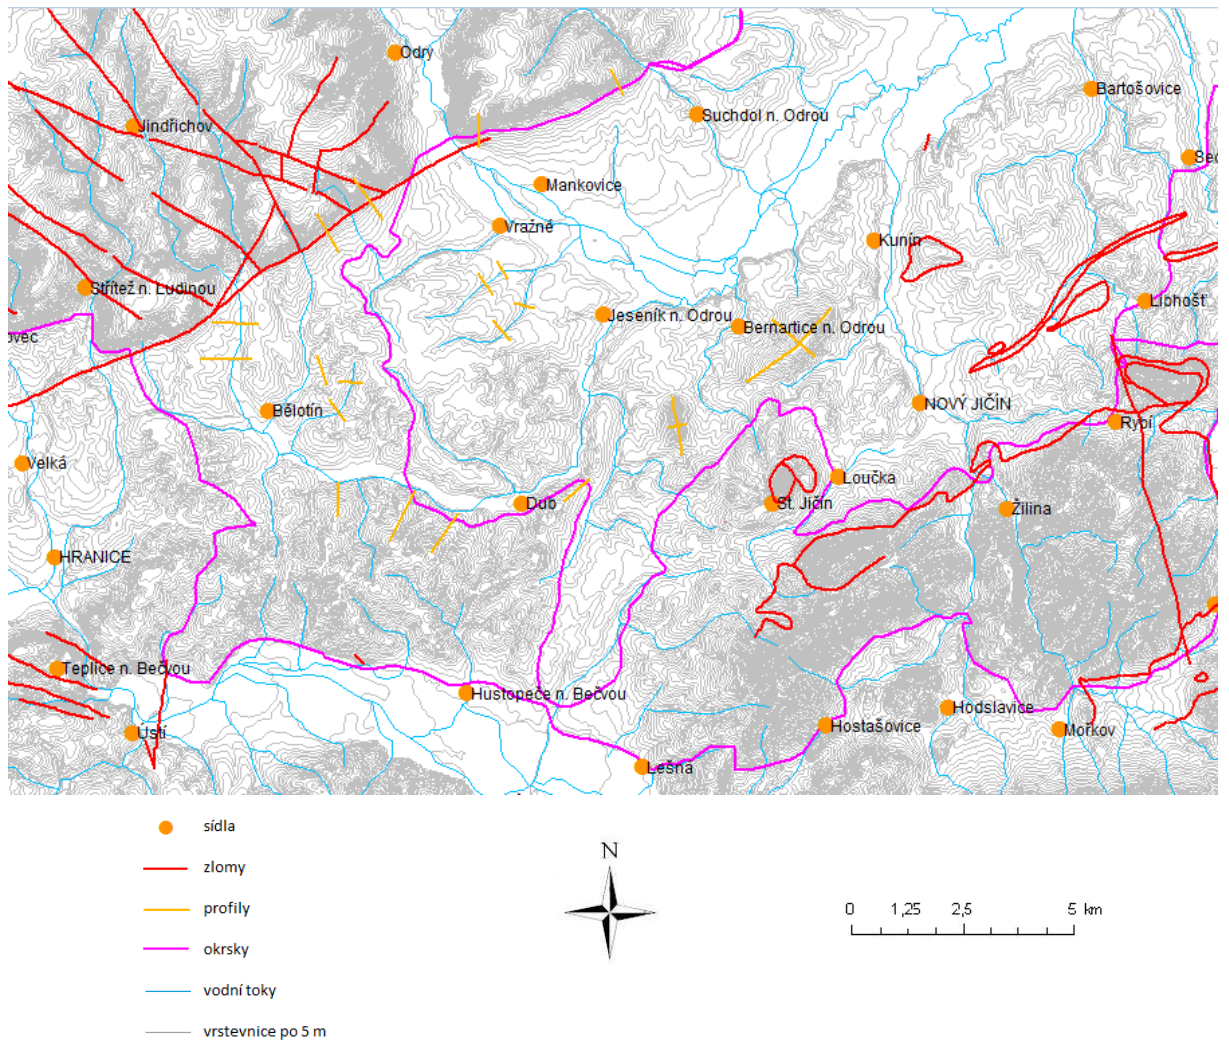 Odry
Bartošovice
Suchdol n. Odrou
Jindřichov
Sed
Mankovice
Vražné
Kunín
Střítež n. Ludinou
Libhošť
Jeseník n. Odrou
Bernartice n. Odrou
ovec
NOVÝ JIČÍN
Bělotín
Rybí
Velká
Loučka
Dub
St. Jičín
Žilina
HRANICE
Teplice n. Bečvou
Hustopeče n. Bečvou
Hodslavice
Hostašovice
Mořkov
Ústí
Lešná
sídla
zlomy
profily
okrsky
vodní toky
vrstevnice po 5 m
N
0 1,25 2,5 5 km